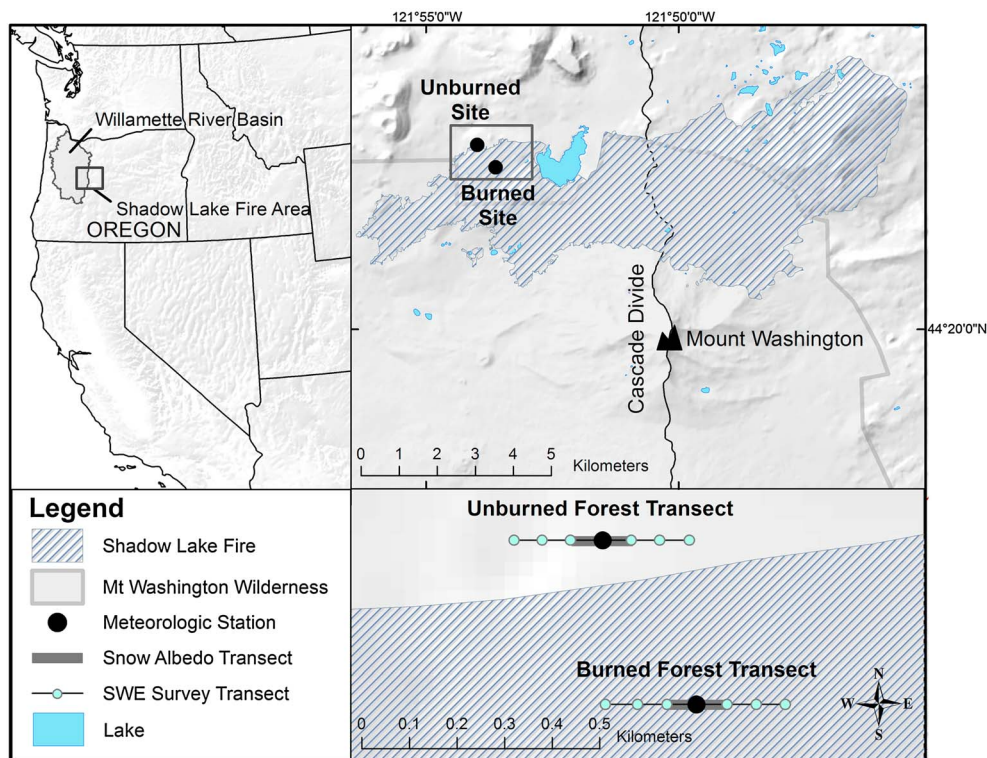 121°55'0"W
121°50'0"W
Willamette River Basin
Shadow Lake Fire Area
OREGON
Unburned
Site
Burned
Site
Cascade Divide
Mount Washington
44°20'0"N
0 1 2 3 4 5
Kilometers
Legend
Shadow Lake Fire
Mt Washington Wilderness
Meteorologic Station
Snow Albedo Transect
SWE Survey Transect
Lake
Unburned Forest Transect
Burned Forest Transect
0 0.1 0.2 0.3 0.4 0.5
Kilometers
N
W E
S